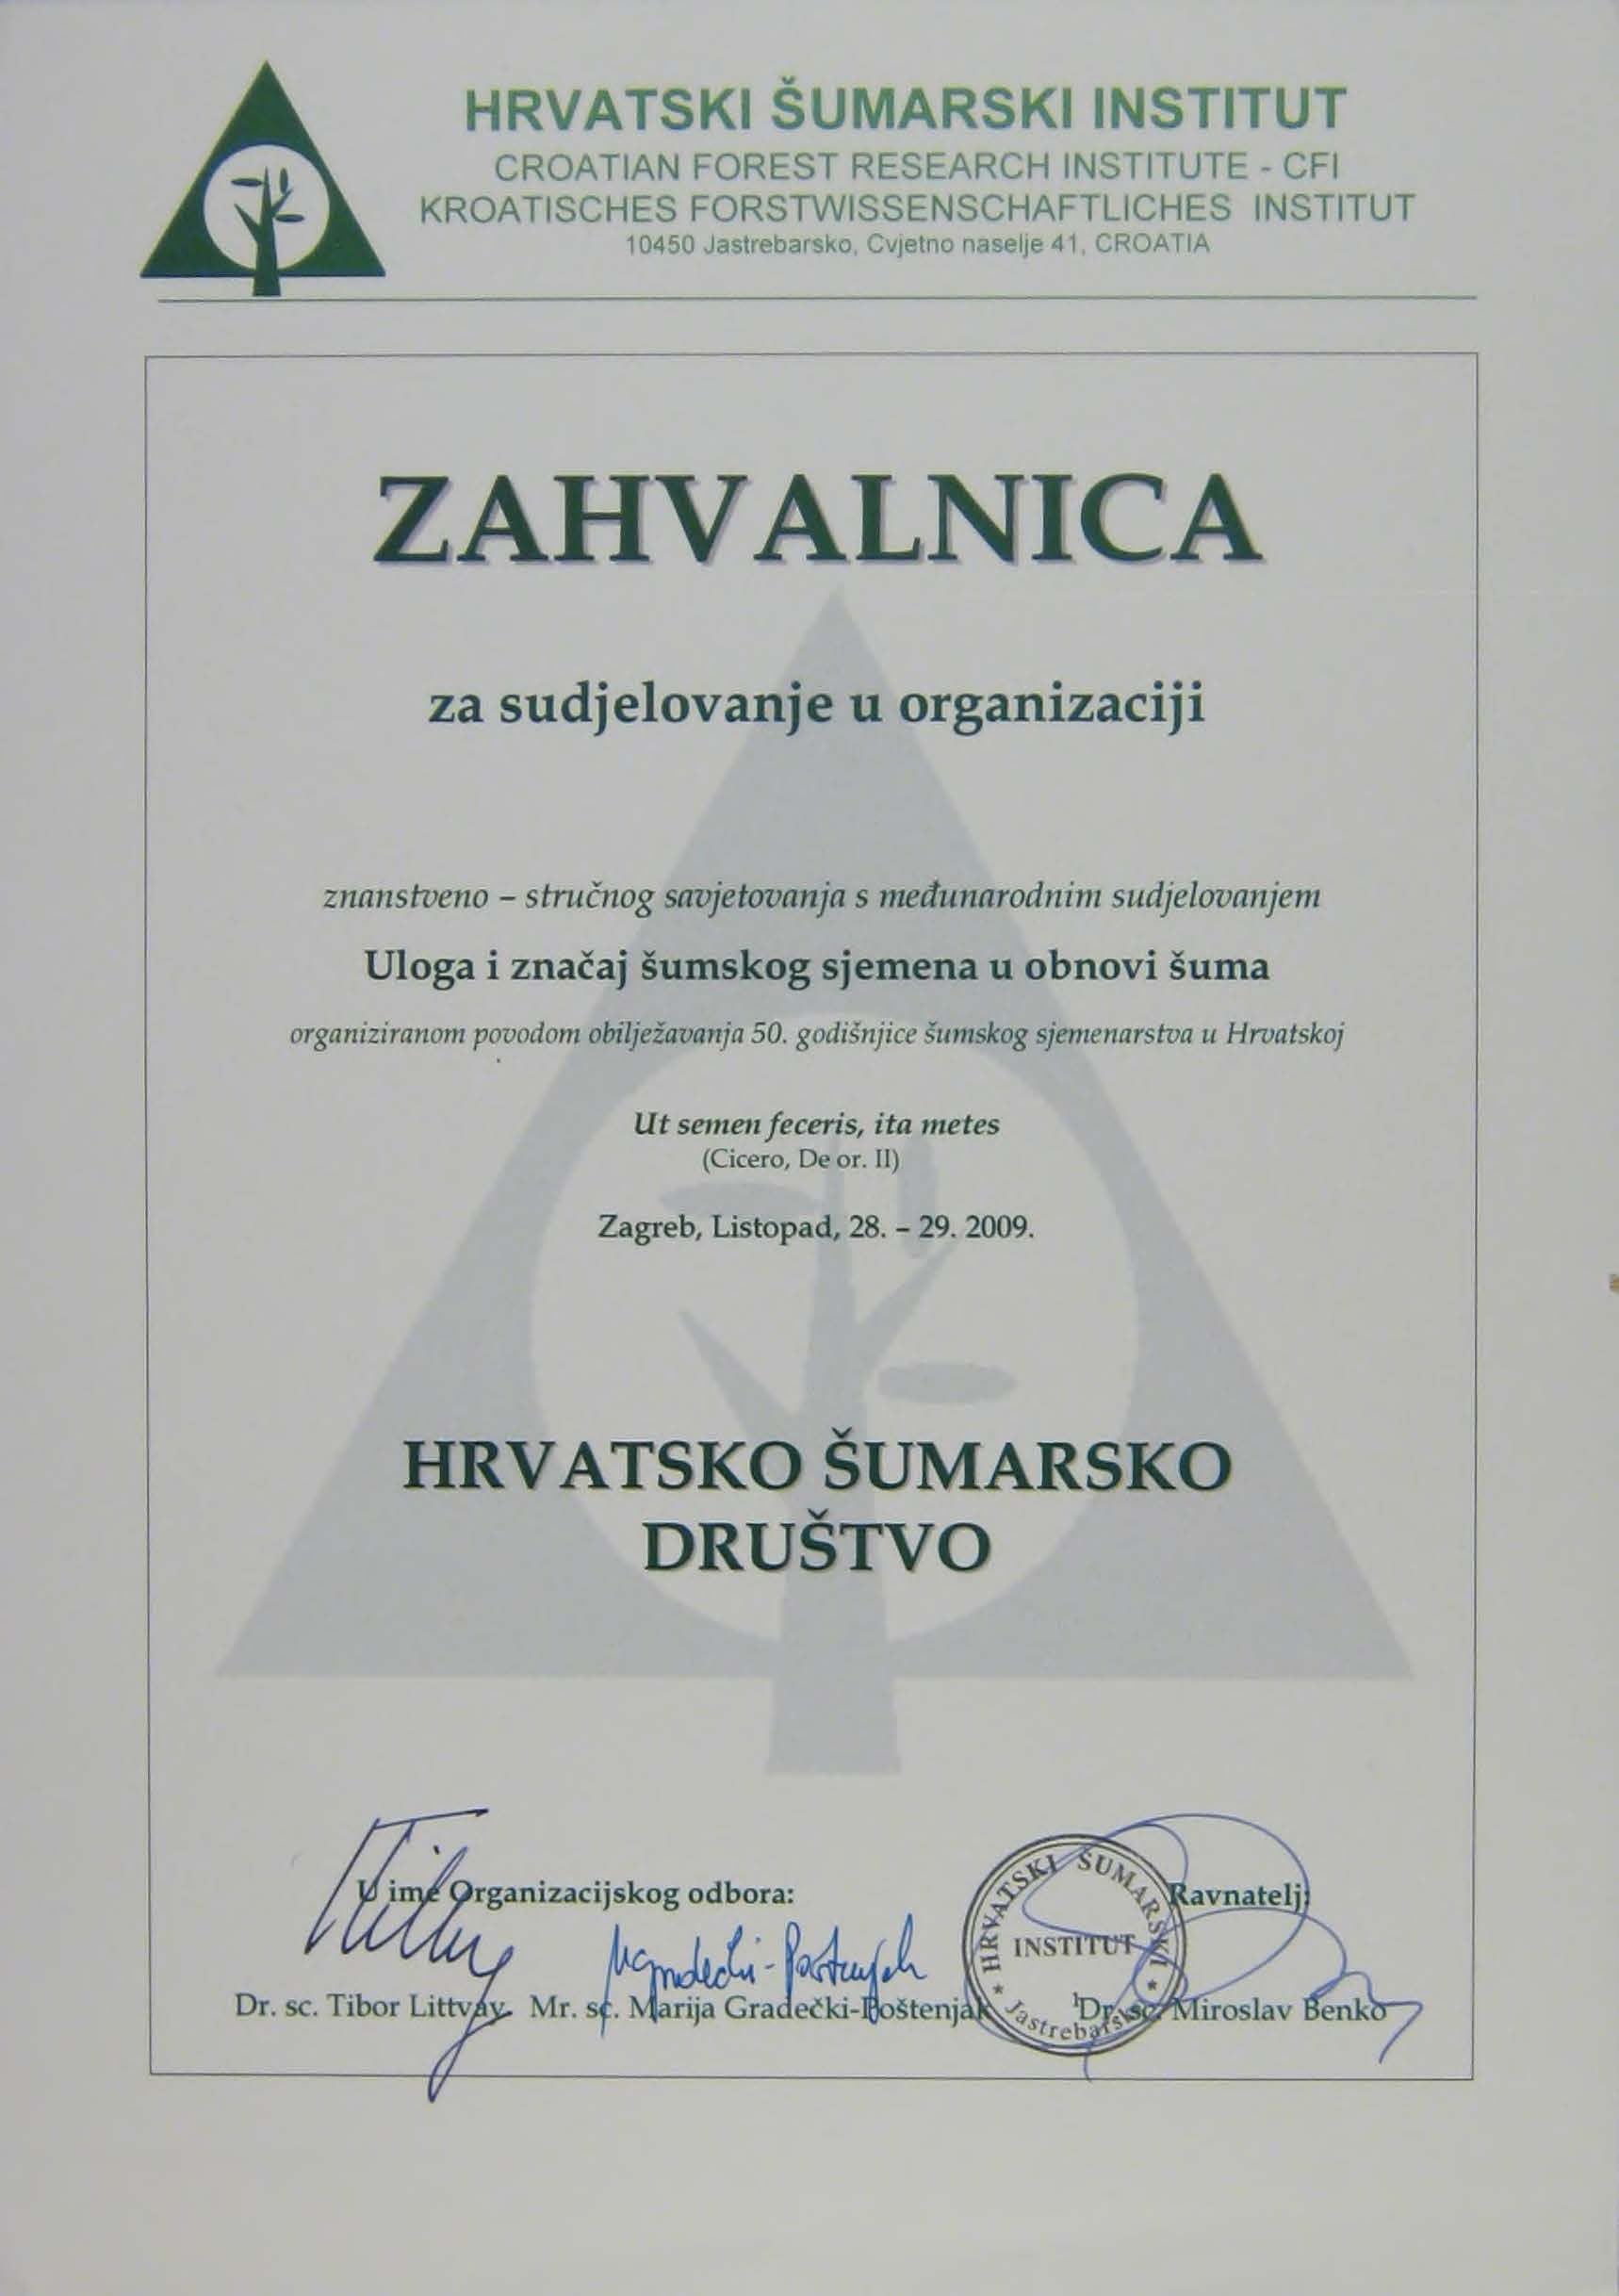 HRVATSKI ŠUMARSKI INSTITUT
CROATIAN FOREST RESEARCH INSTITUTE - CFI
KROATISCHES FORSTWISSENSCHAFTLICHES INSTITUT
10450 Jastrebarsko, Cvjetno naselje 41, CROATIA
ZAHVALNICA
za sudjelovanje u organizaciji
znanstveno – stručnog savjetovanja s međunarodnim sudjelovanjem
Uloga i značaj šumskog sjemena u obnovi šuma
organiziranom povodom obilježavanja 50. godišnjice šumskog sjemenarstva u Hrvatskoj
Ut semen feceris, ita metes
(Cicero, De or. II)
Zagreb, Listopad, 28. – 29. 2009.
HRVATSKO ŠUMARSKO
DRUŠTVO
U ime Organizacijskog odbora:
Ravnatelj:
HRVATSKI ŠUMARSKI
INSTITUT
* Jastrebarsko *
Dr. sc. Tibor Littvay
Mr. sc. Marija Gradečki-Poštenjak
Dr. sc. Miroslav Benko